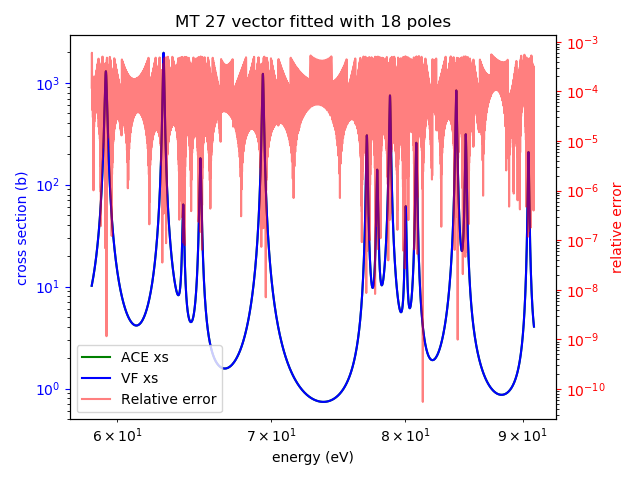 MT 27 vector fitted with 18 poles
cross section (b)
10³
10²
10¹
10⁰
10⁻³
10⁻⁴
10⁻⁵
10⁻⁶
10⁻⁷
10⁻⁸
10⁻⁹
10⁻¹⁰
relative error
ACE xs
VF xs
Relative error
6 × 10¹ 7 × 10¹ 8 × 10¹ 9 × 10¹
energy (eV)